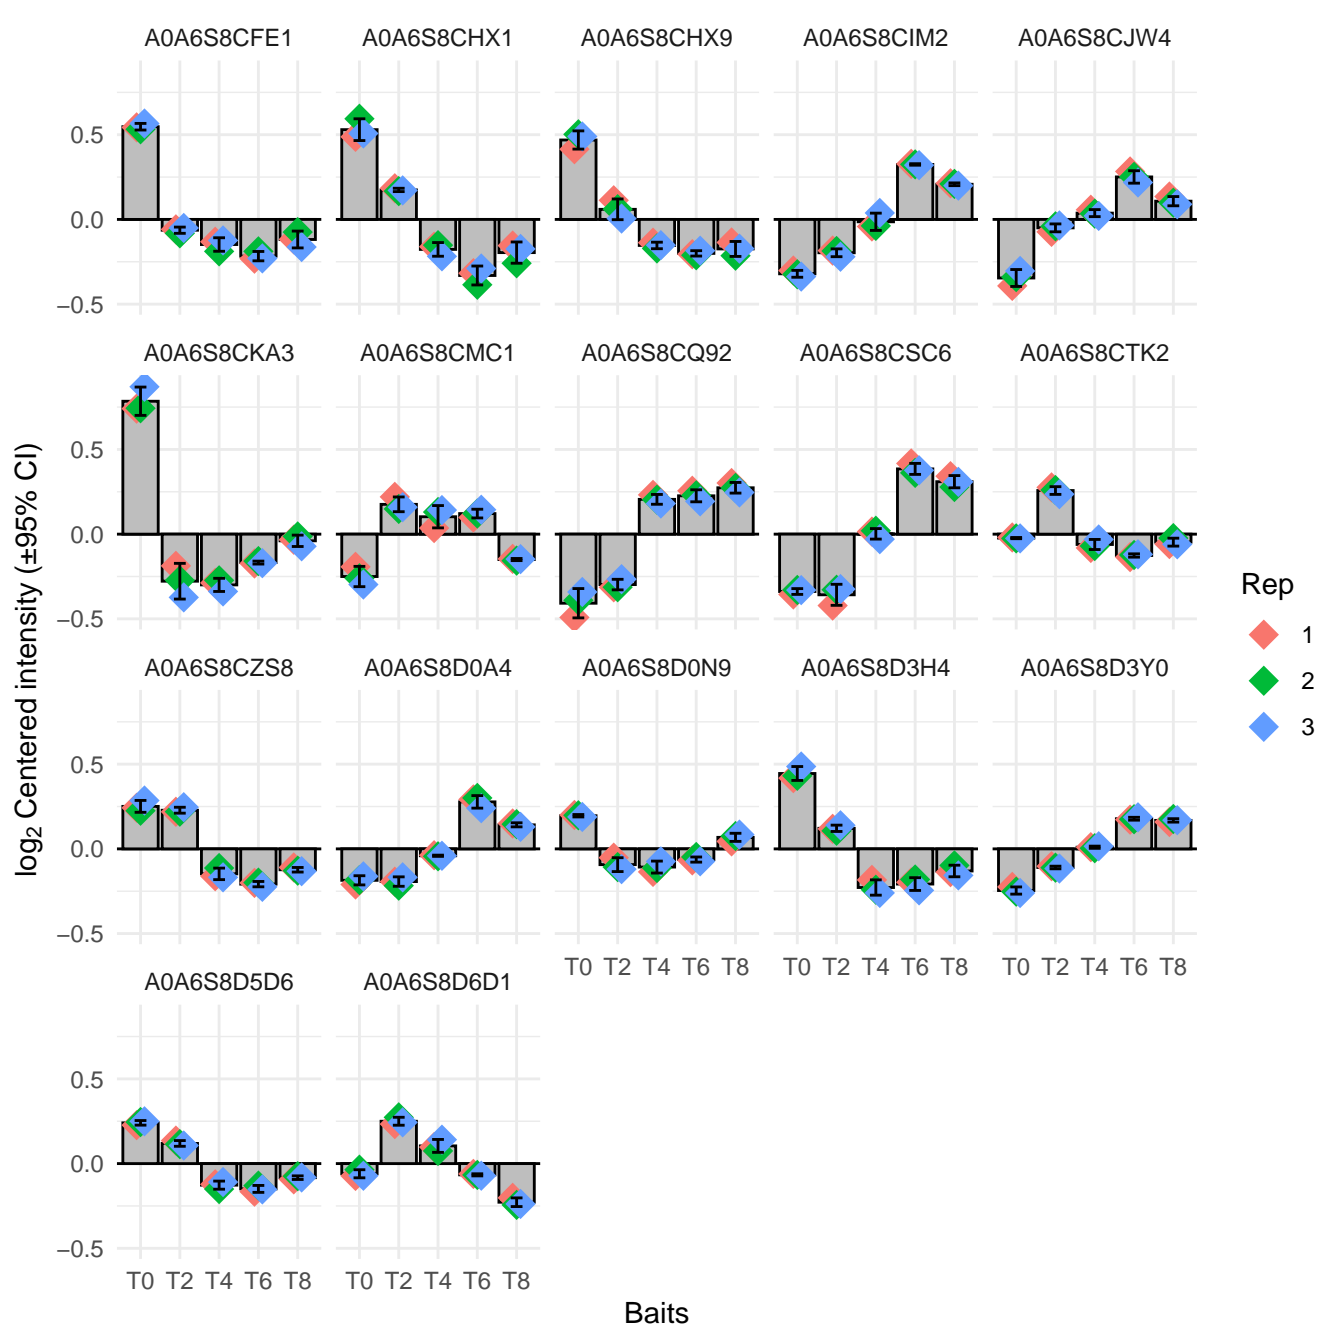 A0A6S8CFE1 A0A6S8CHX1 A0A6S8CHX9 A0A6S8CIM2 A0A6S8CJW4
0.5
0.0
−0.5
A0A6S8CKA3 A0A6S8CMC1 A0A6S8CQ92 A0A6S8CSC6 A0A6S8CTK2
0.5
0.0
−0.5
A0A6S8CZS8 A0A6S8D0A4 A0A6S8D0N9 A0A6S8D3H4 A0A6S8D3Y0
0.5
0.0
−0.5
T0 T2 T4 T6 T8 T0 T2 T4 T6 T8 T0 T2 T4 T6 T8
A0A6S8D5D6 A0A6S8D6D1
0.5
0.0
−0.5
T0 T2 T4 T6 T8 T0 T2 T4 T6 T8
Baits
log₂ Centered intensity (±95% CI)
Rep
1
2
3